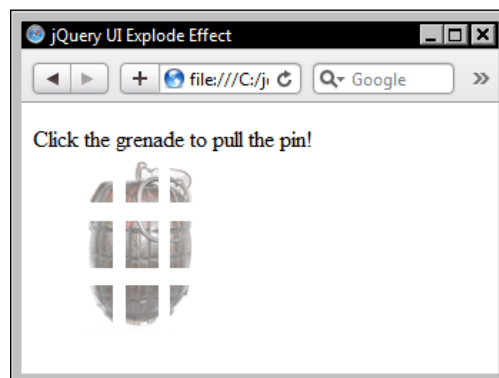 jQuery UI Explode Effect
file:///C:/j
Google
Click the grenade to pull the pin!